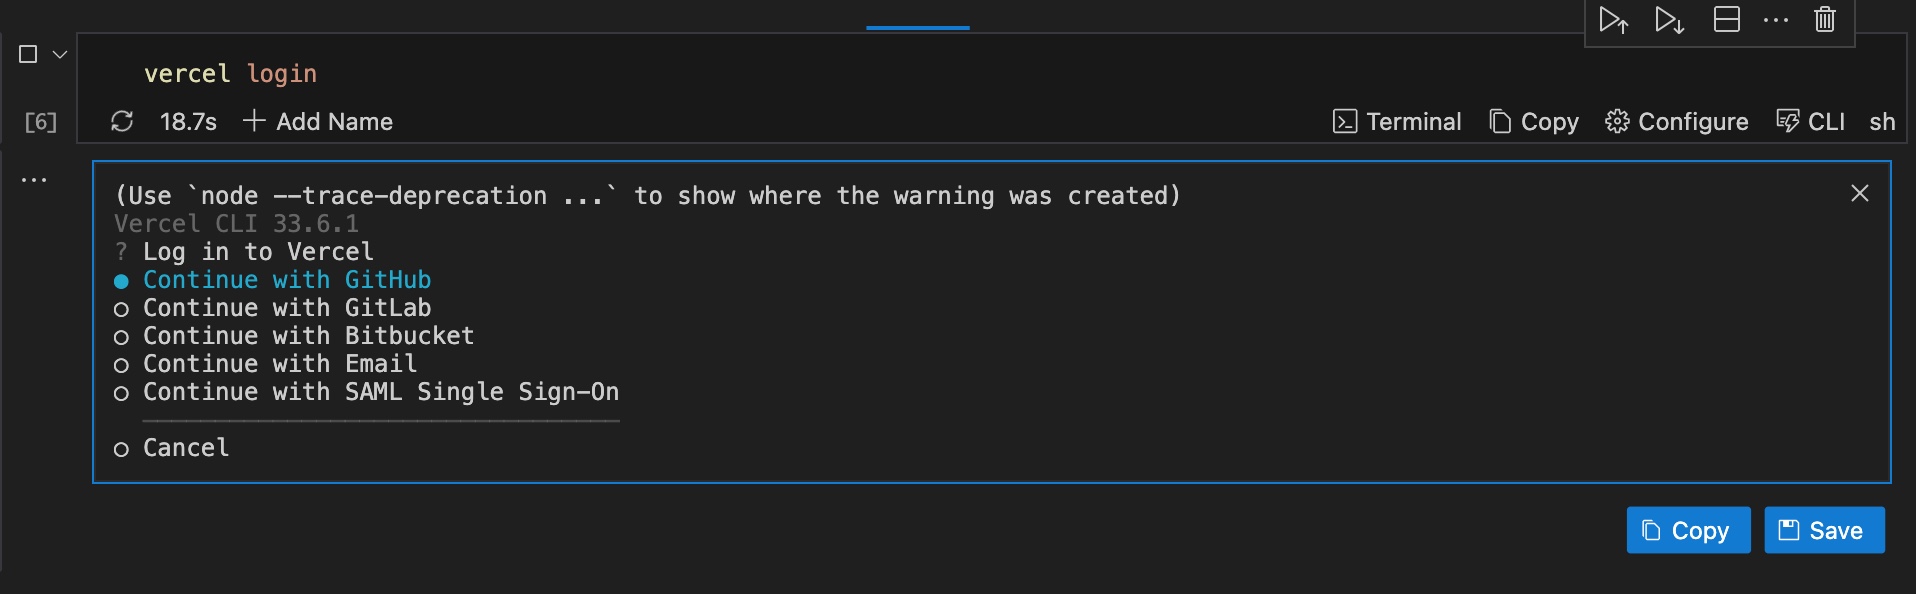 vercel login
[6]
18.7s
Add Name
Terminal
Copy
Configure
CLI
sh
(Use `node --trace-deprecation ...` to show where the warning was created)
Vercel CLI 33.6.1
? Log in to Vercel
● Continue with GitHub
○ Continue with GitLab
○ Continue with Bitbucket
○ Continue with Email
○ Continue with SAML Single Sign-On
○ Cancel
Copy
Save